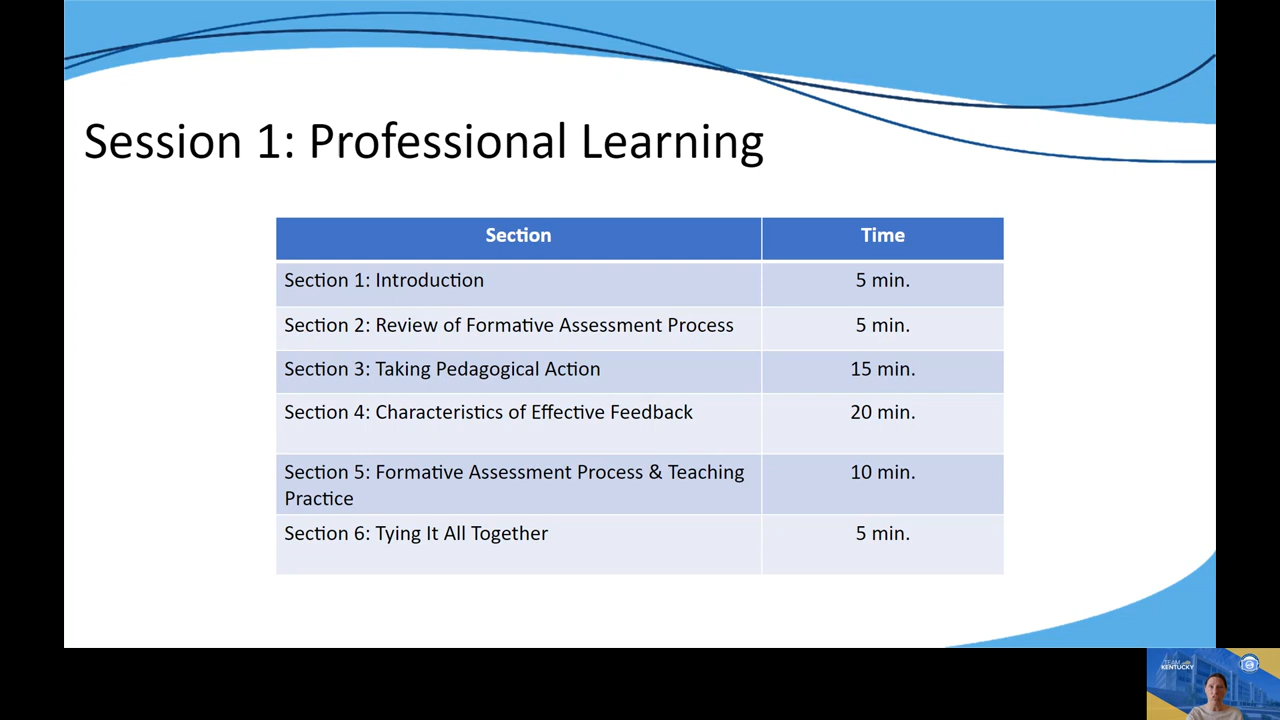 Session 1: Professional Learning
Section Time
Section 1: Introduction 5 min.
Section 2: Review of Formative Assessment Process 5 min.
Section 3: Taking Pedagogical Action 15 min.
Section 4: Characteristics of Effective Feedback 20 min.
Section 5: Formative Assessment Process & Teaching 10 min.
Practice
Section 6: Tying It All Together 5 min.
TEAM
KENTUCKY